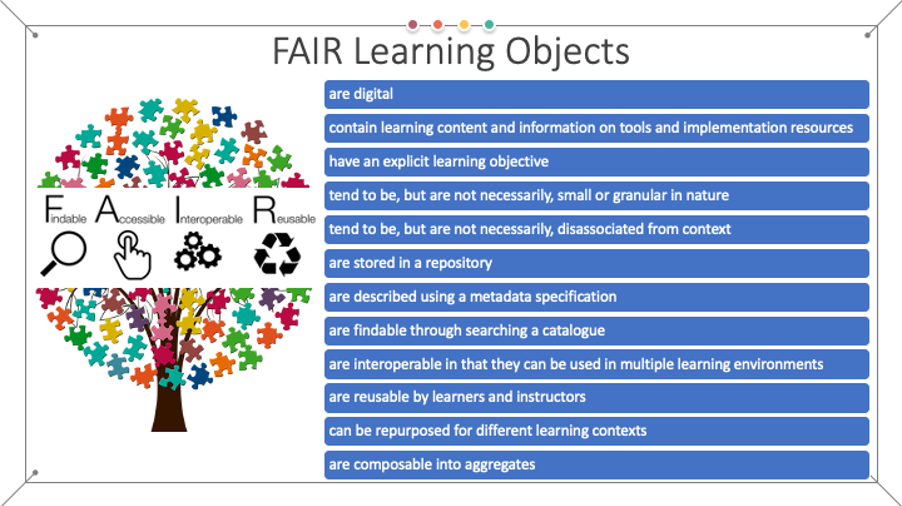 FAIR Learning Objects
Findable Accessible Interoperable Reusable
are digital
contain learning content and information on tools and implementation resources
have an explicit learning objective
tend to be, but are not necessarily, small or granular in nature
tend to be, but are not necessarily, disassociated from context
are stored in a repository
are described using a metadata specification
are findable through searching a catalogue
are interoperable in that they can be used in multiple learning environments
are reusable by learners and instructors
can be repurposed for different learning contexts
are composable into aggregates